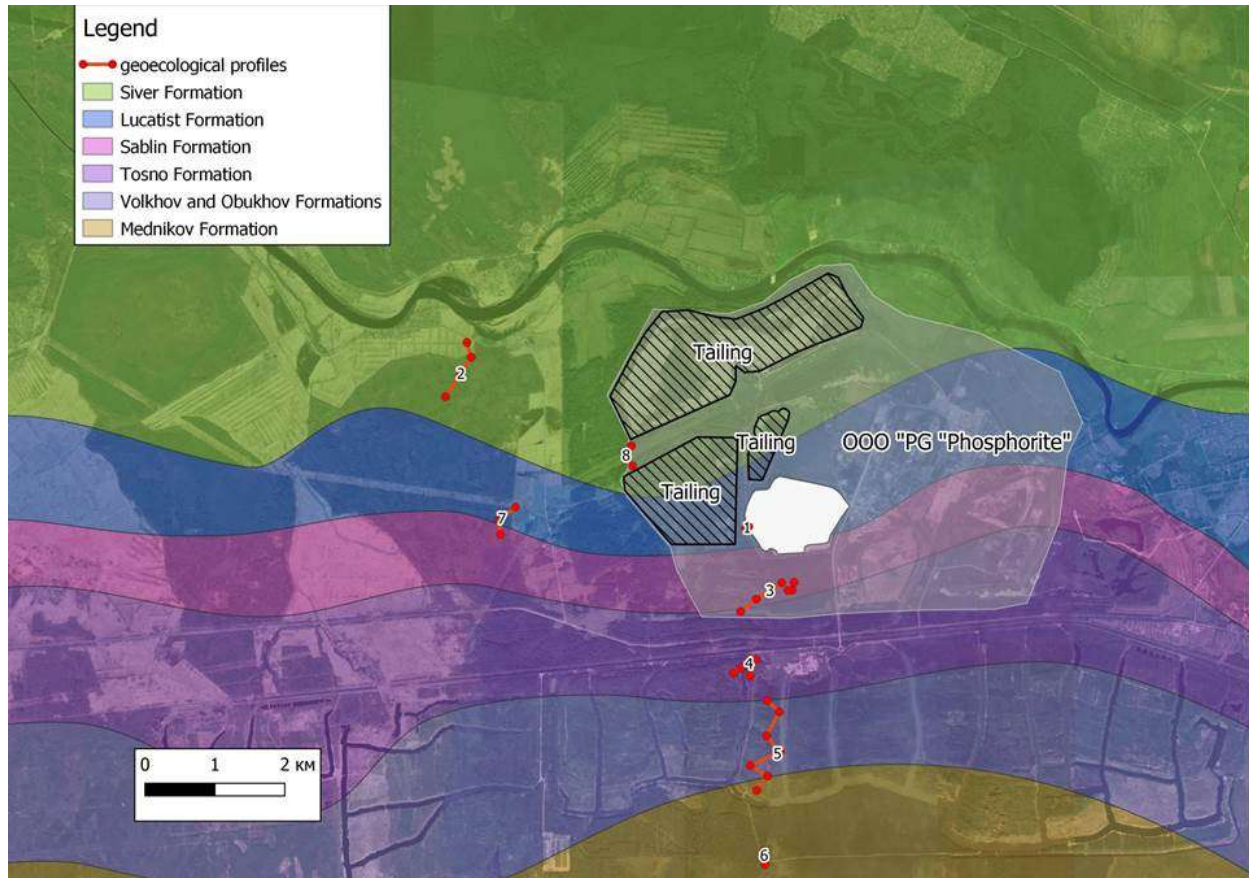 Legend
geoecological profiles
Siver Formation
Lucatist Formation
Sablin Formation
Tosno Formation
Volkhov and Obukhov Formations
Mednikov Formation
Tailing
2
Tailing
ООО "PG "Phosphorite"
8
Tailing
7
1
3
4
5
0 1 2 км
6